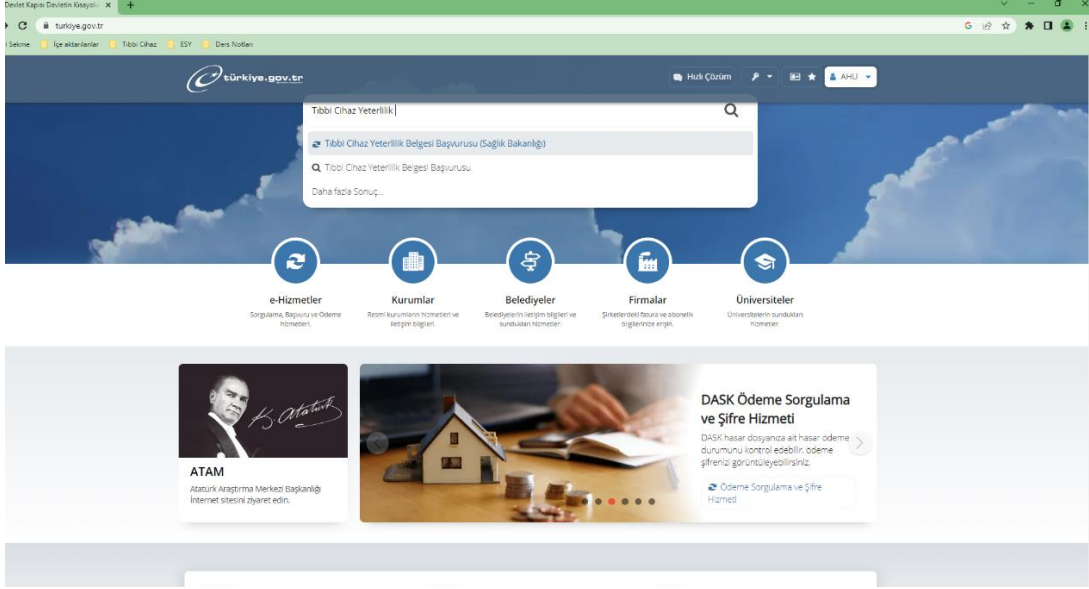 Devlet Kapısı Devletin Kısayolu
turkiye.gov.tr
Sekme
İçe aktarılanlar
Tıbbi Cihaz
ESY
Ders Notları
türkiye.gov.tr
Hızlı Çözüm
AHU
Tıbbi Cihaz Yeterlilik
Tıbbi Cihaz Yeterlilik Belgesi Başvurusu (Sağlık Bakanlığı)
Tıbbi Cihaz Yeterlilik Belgesi Başvurusu
Daha fazla Sonuç...
e-Hizmetler
Sorgulama, Başvuru ve Ödeme
hizmetleri.
Kurumlar
Resmi kurumların hizmetleri ve
iletişim bilgileri.
Belediyeler
Belediyelerin iletişim bilgileri ve
sundukları hizmetler.
Firmalar
Şirketlerdeki fatura ve abonelik
bilgilerinize erişin.
Üniversiteler
Üniversitelerin sundukları
hizmetler.
K. Atatürk
ATAM
Atatürk Araştırma Merkezi Başkanlığı
İnternet sitesini ziyaret edin.
DASK Ödeme Sorgulama
ve Şifre Hizmeti
DASK hasar dosyanıza ait hasar ödeme
durumunu kontrol edebilir, ödeme
şifrenizi görüntüleyebilirsiniz.
Ödeme Sorgulama ve Şifre
Hizmeti